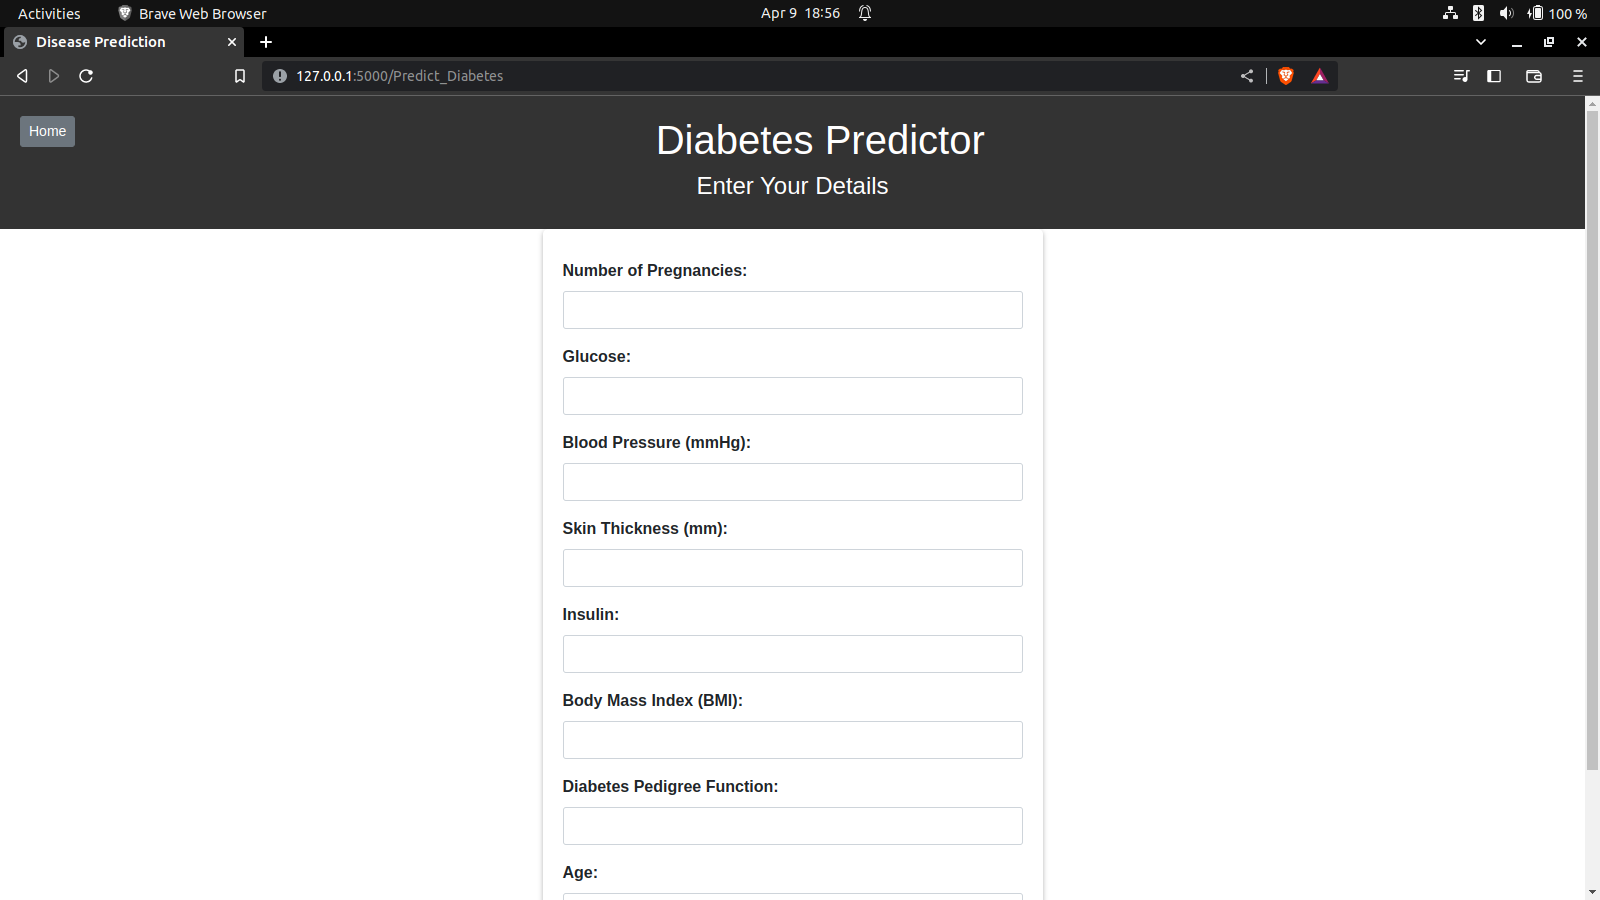 Activities Brave Web Browser Apr 9 18:56 100 %
Disease Prediction
127.0.0.1:5000/Predict_Diabetes
Home
Diabetes Predictor
Enter Your Details
Number of Pregnancies:
Glucose:
Blood Pressure (mmHg):
Skin Thickness (mm):
Insulin:
Body Mass Index (BMI):
Diabetes Pedigree Function:
Age: